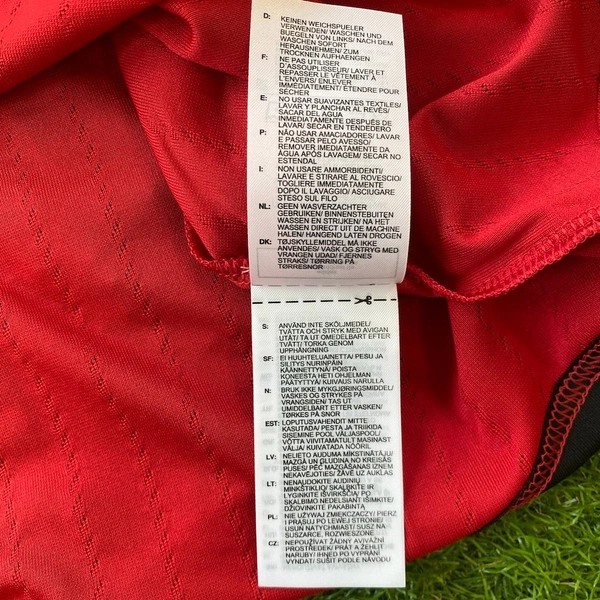 D: KEINEN WEICHSPUELER
VERWENDEN/ WASCHEN UND
BUEGELN VON LINKS/ NACH DEM
WASCHEN SOFORT
HERAUSNEHMEN/ ZUM
TROCKNEN AUFHAENGEN
F: NE PAS UTILISER
D'ASSOUPLISSEUR/ LAVER ET
REPASSER LE VÊTEMENT À
L'ENVERS/ ENLEVER
IMMÉDIATEMENT/ ÉTENDRE POUR
SÉCHER
E: NO USAR SUAVIZANTES TEXTILES/
LAVAR Y PLANCHAR AL REVÉS/
SACAR DEL AGUA
INMEDIATAMENTE DESPUÉS DE
LAVAR/ SECAR EN TENDEDERO
P: NÃO USAR AMACIADORES/ LAVAR
E PASSAR PELO AVESSO/
REMOVER IMEDIATAMENTE DA
ÁGUA APÓS LAVAGEM/ SECAR NO
ESTENDAL
I: NON USARE AMMORBIDENTI/
LAVARE E STIRARE AL ROVESCIO/
TOGLIERE IMMEDIATAMENTE
DOPO IL LAVAGGIO/ ASCIUGARE
STESO SUL FILO
NL: GEEN WASVERZACHTER
GEBRUIKEN/ BINNENSTEBUITEN
WASSEN EN STRIJKEN/ NA HET
WASSEN DIRECT UIT DE MACHINE
HALEN/ HANGEND LATEN DROGEN
DK: TØJSKYLLEMIDDEL MÅ IKKE
ANVENDES/ VASK OG STRYG MED
VRANGEN UDAD/ FJERNES
STRAKS/ TØRRING PÅ
TØRRESNOR
S: ANVÄND INTE SKÖLJMEDEL/
TVÄTTA OCH STRYK MED AVIGAN
UTÅT/ TA UT OMEDELBART EFTER
TVÄTT/ TORKA GENOM
UPPHÄNGNING
SF: EI HUUHTELUAINETTA/ PESU JA
SILITYS NURINPÄIN
KÄÄNNETTYNÄ/ POISTA
KONEESTA HETI OHJELMAN
PÄÄTYTTYÄ/ KUIVAUS NARULLA
N: BRUK IKKE MYKGJØRINGSMIDDEL/
VASKES OG STRYKES PÅ
VRANGSIDEN/ TAS UT
UMIDDELBART ETTER VASKEN/
TØRKES PÅ SNOR
EST: LOPUTUSVAHENDIT MITTE
KASUTADA/ PESTA JA TRIIKIDA
SISEMINE POOL VÄLJASPOOL/
VÕTTA VIIVITAMATULT MASINAST
VÄLJA/ KUIVATADA NÖÖRIL
LV: NELIETO AUDUMA MĪKSTINĀTĀJU/
MAZGĀ UN GLUDINA NO KREISĀS
PUSES/ PĒC MAZGĀŠANAS IZŅEM
NEKAVĒJOTIES/ ŽĀVĒ UZ AUKLAS
LT: NENAUDOKITE AUDINIŲ
MINKŠTIKLIO/ SKALBKITE IR
LYGINKITE IŠVIRKŠČIĄ/ PO
SKALBIMO NEDELSIANT IŠIMKITE/
DŽIOVINKITE PAKABINTĄ
PL: NIE UŻYWAJ ZMIĘKCZACZY/ PIERZ
I PRASUJ PO LEWEJ STRONIE/
USUŃ NATYCHMIAST/ SUSZ NA
SUSZARCE, ROZWIESZONE
CZ: NEPOUŽÍVAT ŽÁDNÝ AVIVÁŽNÍ
PROSTŘEDEK/ PRÁT A ŽEHLIT
NARUBY/ IHNED PO VYPRÁNÍ
VYNDAT/ SUŠIT PODLE NÁVODU